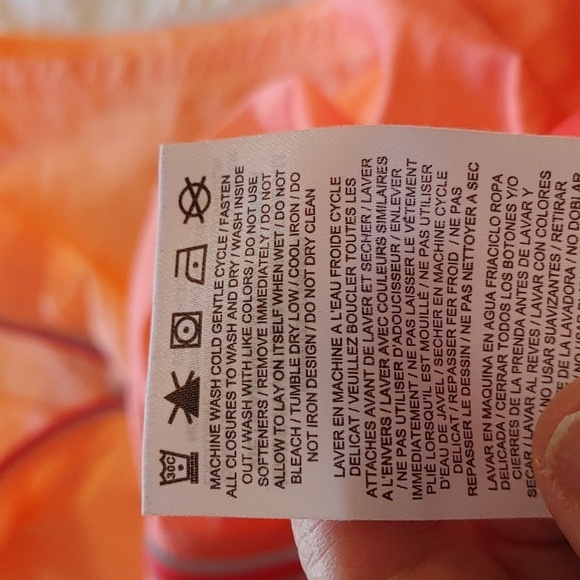 30C
MACHINE WASH COLD GENTLE CYCLE / FASTEN
ALL CLOSURES TO WASH AND DRY / WASH INSIDE
OUT / WASH WITH LIKE COLORS / DO NOT USE
SOFTENERS / REMOVE IMMEDIATELY / DO NOT
ALLOW TO LAY ON ITSELF WHEN WET / DO NOT
BLEACH / TUMBLE DRY LOW / COOL IRON / DO
NOT IRON DESIGN / DO NOT DRY CLEAN
LAVER EN MACHINE A L'EAU FROIDE CYCLE
DELICAT / VEUILLEZ BOUCLER TOUTES LES
ATTACHES AVANT DE LAVER ET SECHER / LAVER
A L'ENVERS / LAVER AVEC COULEURS SIMILAIRES
/ NE PAS UTILISER D'ADOUCISSEUR / ENLEVER
IMMEDIATEMENT / NE PAS LAISSER LE VÊTEMENT
PLIÉ LORSQU'IL EST MOUILLÉ / NE PAS UTILISER
D'EAU DE JAVEL / SECHER EN MACHINE CYCLE
DELICAT / REPASSER FER FROID / NE PAS
REPASSER LE DESSIN / NE PAS NETTOYER A SEC
LAVAR EN MAQUINA EN AGUA FRIACICLO ROPA
DELICADA / CERRAR TODOS LOS BOTONES Y/O
CIERRES DE LA PRENDA ANTES DE LAVAR Y
SECAR / LAVAR AL REVES / LAVAR CON COLORES
/ NO USAR SUAVIZANTES / RETIRAR
DE LA LAVADORA / NO